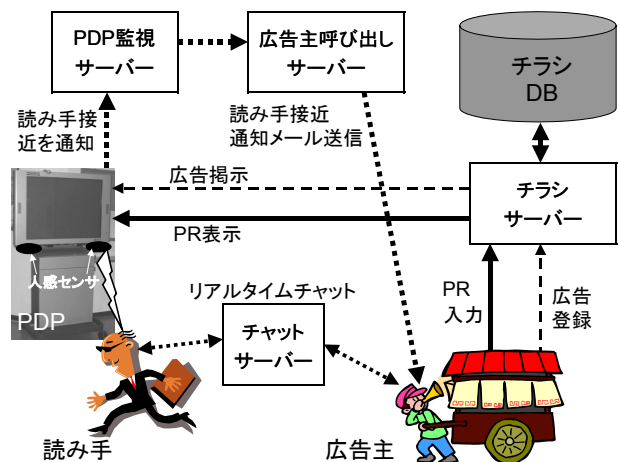 PDP監視
サーバー
広告主呼び出し
サーバー
チラシ
DB
読み手接
近を通知
読み手接近
通知メール送信
広告掲示
チラシ
サーバー
PR表示
人感センサ
PDP
リアルタイムチャット
チャット
サーバー
PR
入力
広告
登録
読み手
広告主